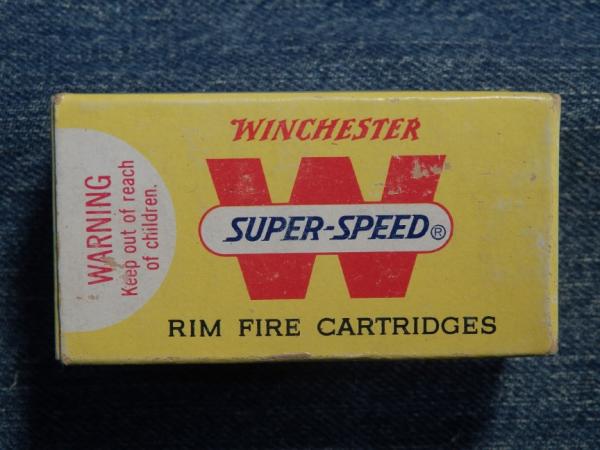 WINCHESTER
W
SUPER-SPEED®
RIM FIRE CARTRIDGES
WARNING
Keep out of reach
of children.